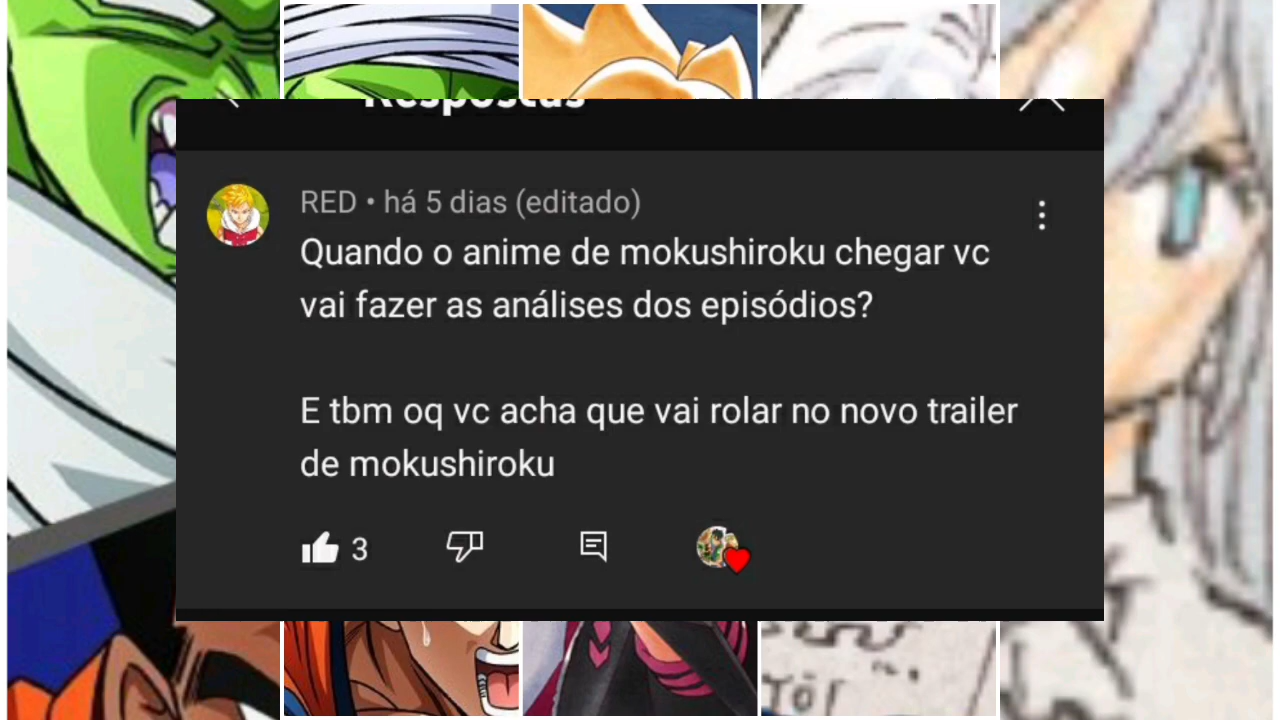 Respostas
RED • há 5 dias (editado)
Quando o anime de mokushiroku chegar vc
vai fazer as análises dos episódios?
E tbm oq vc acha que vai rolar no novo trailer
de mokushiroku
3